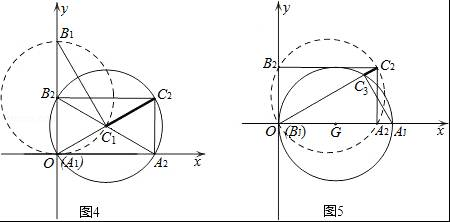 y
B₁
B₂
C₂
C₁
O
(A₁)
A₂
x
图4
y
B₂
C₂
C₃
O
(B₁)
G
A₂
A₁
x
图5